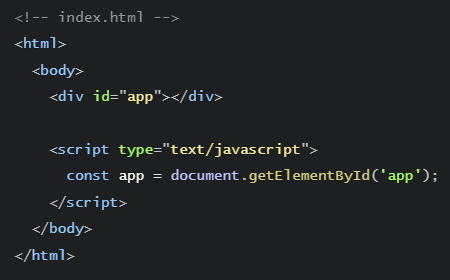 <!-- index.html -->
<html>
  <body>
    <div id="app"></div>

    <script type="text/javascript">
      const app = document.getElementById('app');
    </script>
  </body>
</html>